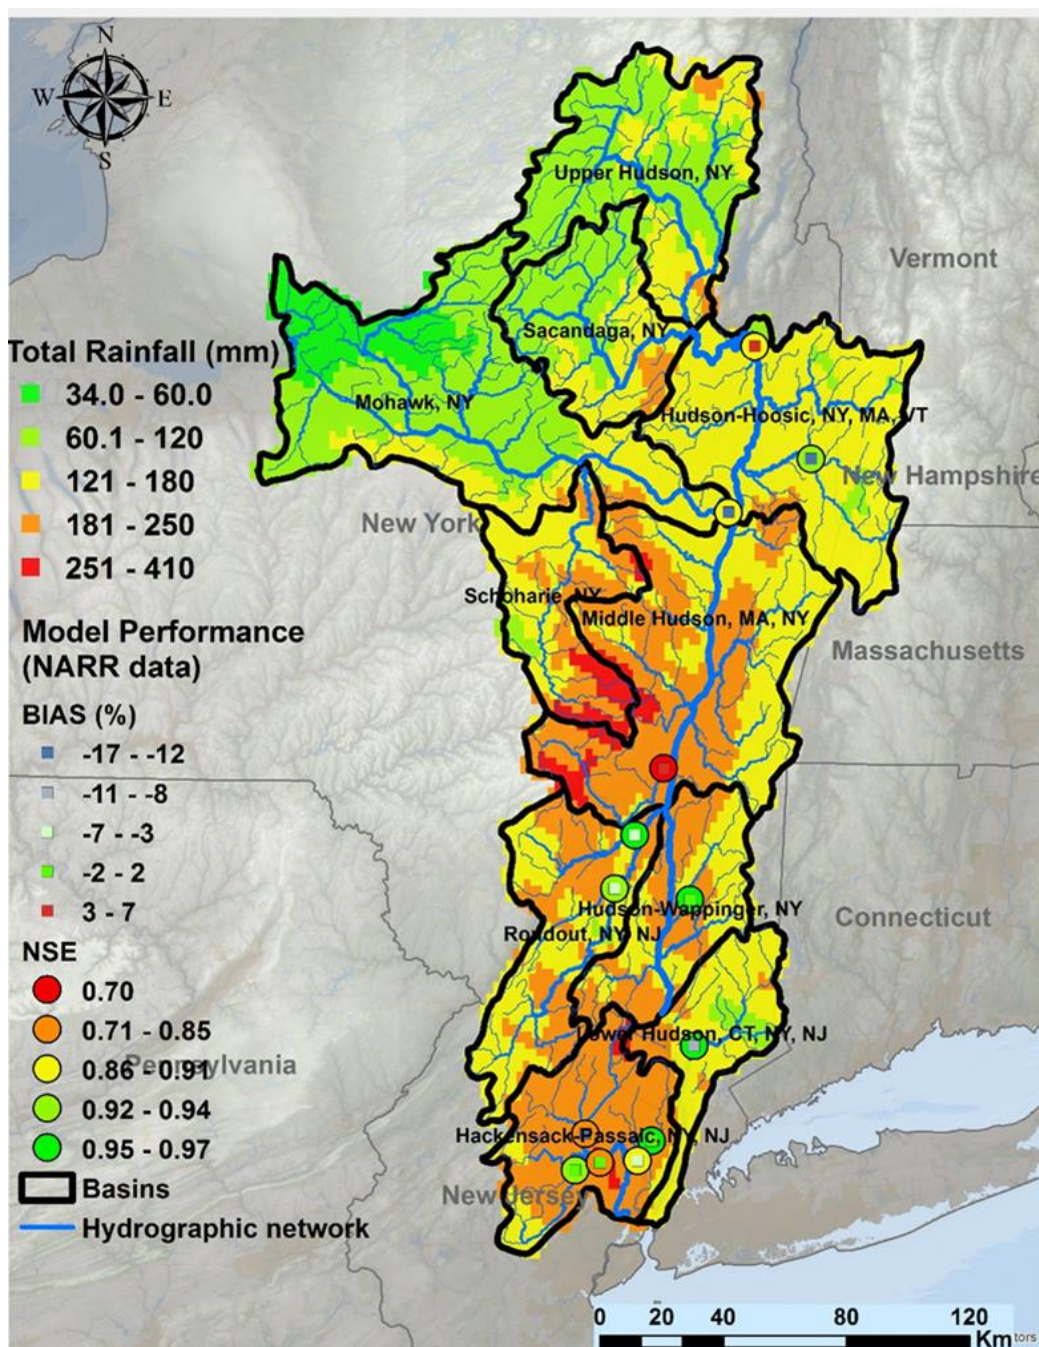 N
W E
S
Upper Hudson, NY
Vermont
Sacandaga, NY
Total Rainfall (mm)
34.0 - 60.0
60.1 - 120
121 - 180
181 - 250
251 - 410
Mohawk, NY
Hudson-Hoosic, NY, MA, VT
New Hampshire
New York
Schoharie, NY
Middle Hudson, MA, NY
Massachusetts
Model Performance
(NARR data)
BIAS (%)
-17 - -12
-11 - -8
-7 - -3
-2 - 2
3 - 7
NSE
0.70
0.71 - 0.85
0.86 - 0.91
0.92 - 0.94
0.95 - 0.97
Basins
Hydrographic network
Hudson-Wappinger, NY
Connecticut
Rondout, NY, NJ
Lower Hudson, CT, NY, NJ
Pennsylvania
Hackensack-Passaic, NY, NJ
New Jersey
0 20 40 80 120
Km
tors